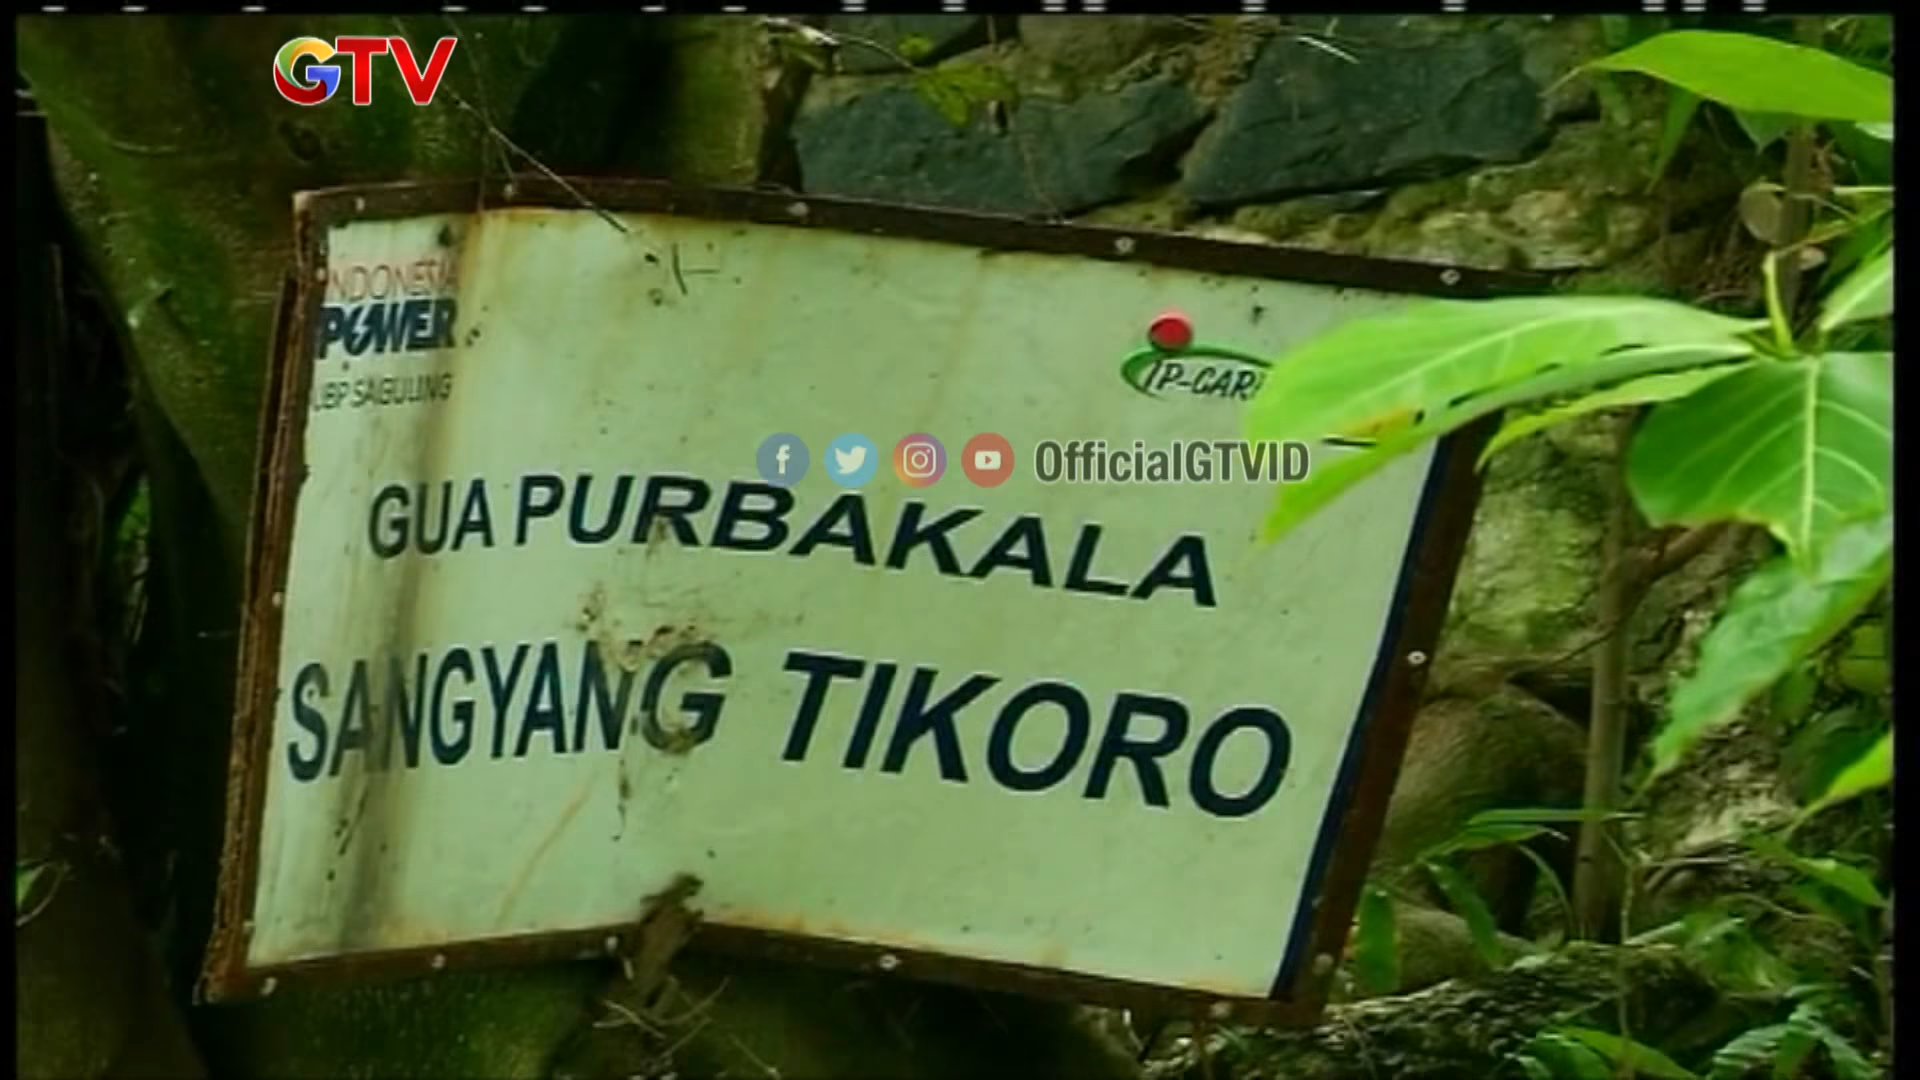 GTV
INDONESIA
POWER
UBP SAGULING
IP-CARE
OfficialGTVID
GUA PURBAKALA
SANGYANG TIKORO